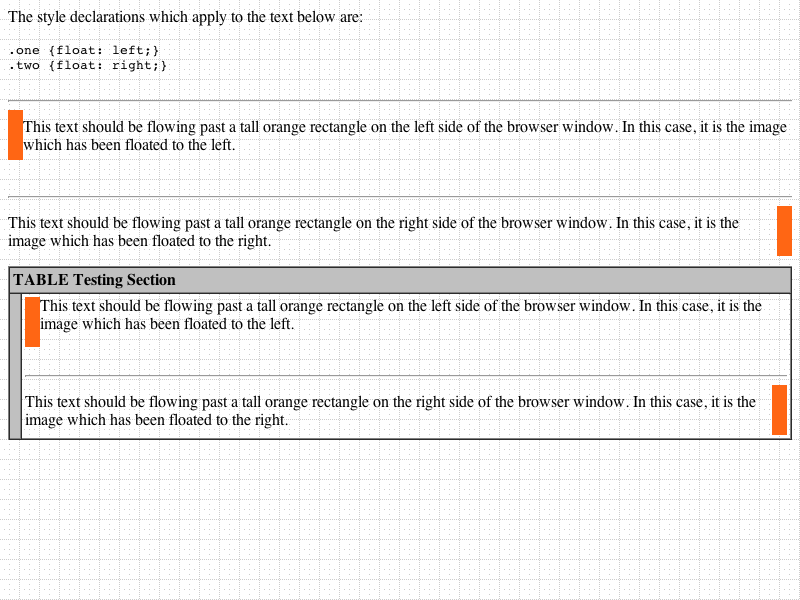 The style declarations which apply to the text below are:
.one {float: left;}
.two {float: right;}
This text should be flowing past a tall orange rectangle on the left side of the browser window. In this case, it is the image
which has been floated to the left.
This text should be flowing past a tall orange rectangle on the right side of the browser window. In this case, it is the
image which has been floated to the right.
TABLE Testing Section
This text should be flowing past a tall orange rectangle on the left side of the browser window. In this case, it is the
image which has been floated to the left.
This text should be flowing past a tall orange rectangle on the right side of the browser window. In this case, it is the
image which has been floated to the right.